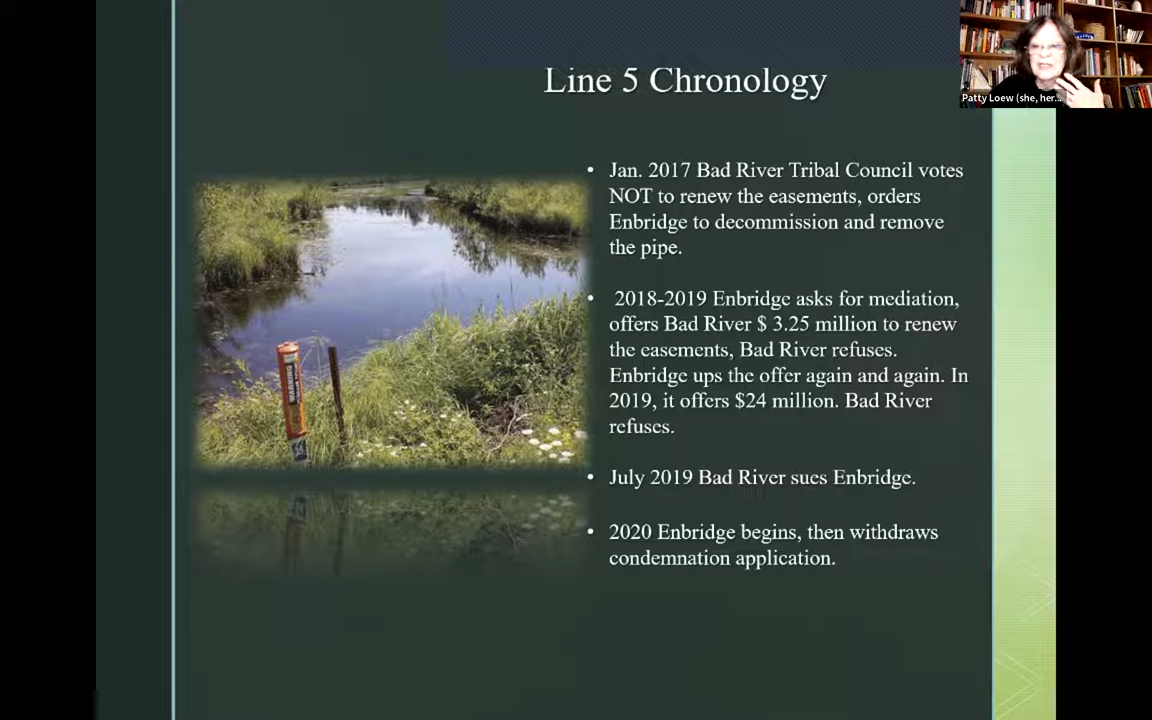 Line 5 Chronology
Patty Loew (she, her...
• Jan. 2017 Bad River Tribal Council votes
NOT to renew the easements, orders
Enbridge to decommission and remove
the pipe.
• 2018-2019 Enbridge asks for mediation,
offers Bad River $ 3.25 million to renew
the easements, Bad River refuses.
Enbridge ups the offer again and again. In
2019, it offers $24 million. Bad River
refuses.
• July 2019 Bad River sues Enbridge.
• 2020 Enbridge begins, then withdraws
condemnation application.
WARNING